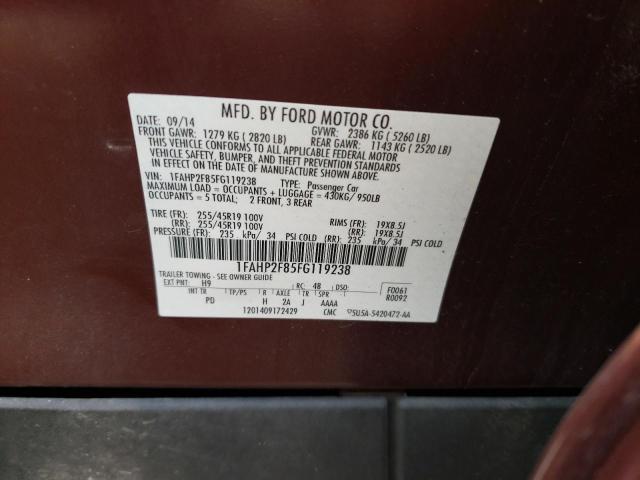 MFD. BY FORD MOTOR CO.
DATE: 09/14 GVWR: 2386 KG ( 5260 LB)
FRONT GAWR: 1279 KG ( 2820 LB) REAR GAWR: 1143 KG ( 2520 LB)
THIS VEHICLE CONFORMS TO ALL APPLICABLE FEDERAL MOTOR
VEHICLE SAFETY, BUMPER, AND THEFT PREVENTION STANDARDS
IN EFFECT ON THE DATE OF MANUFACTURE SHOWN ABOVE.
VIN: 1FAHP2F85FG119238 TYPE: Passenger Car
MAXIMUM LOAD = OCCUPANTS + LUGGAGE = 430KG/ 950LB
OCCUPANTS = 5 TOTAL; 2 FRONT, 3 REAR
TIRE (FR): 255/45R19 100V RIMS (FR): 19X8.5J
(RR): 255/45R19 100V (RR): 19X8.5J
PRESSURE (FR): 235 kPa/ 34 PSI COLD (RR): 235 kPa/ 34 PSI COLD
1FAHP2F85FG119238
TRAILER TOWING - SEE OWNER GUIDE
EXT PNT: H9 RC: 48 DSO: F0061
INT TR TP/PS R AXLE TR SPR R0092
PD H 2A J AAAA
1201409172429 CMC 5U5A-5420472-AA